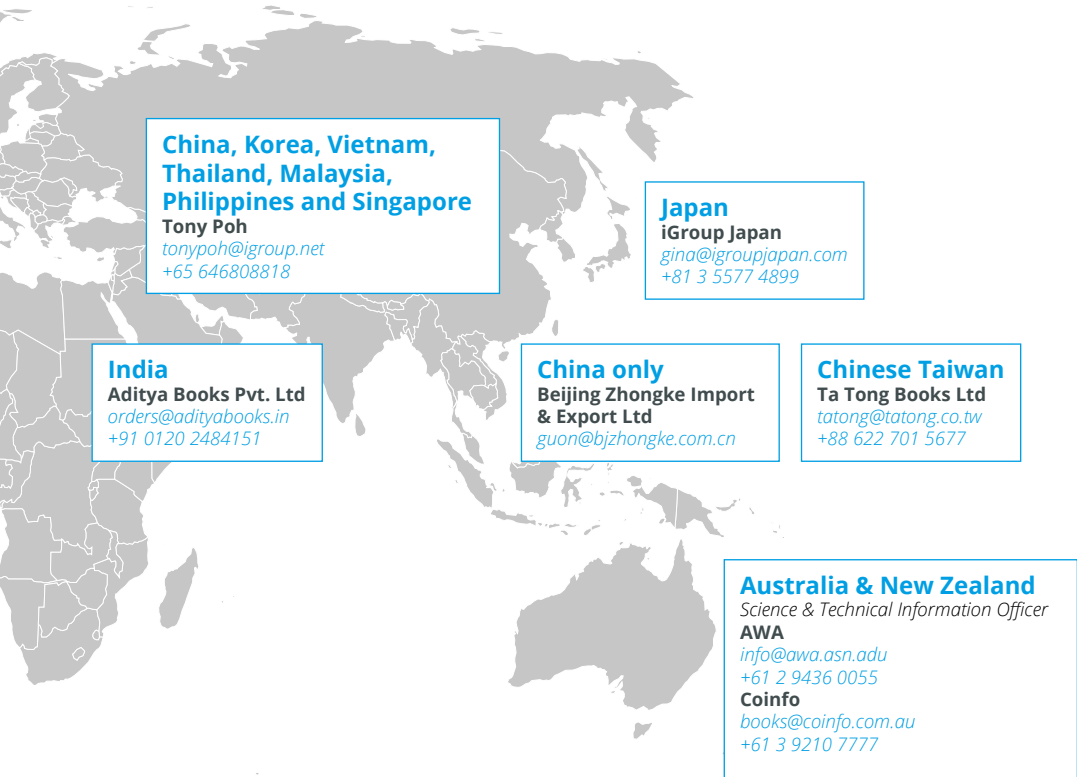 China, Korea, Vietnam,
Thailand, Malaysia,
Philippines and Singapore
Tony Poh
tonypoh@igroup.net
+65 646808818
Japan
iGroup Japan
gina@igroupjapan.com
+81 3 5577 4899
India
Aditya Books Pvt. Ltd
orders@adityabooks.in
+91 0120 2484151
China only
Beijing Zhongke Import
& Export Ltd
guon@bjzhongke.com.cn
Chinese Taiwan
Ta Tong Books Ltd
tatong@tatong.co.tw
+88 622 701 5677
Australia & New Zealand
Science & Technical Information Officer
AWA
info@awa.asn.adu
+61 2 9436 0055
Coinfo
books@coinfo.com.au
+61 3 9210 7777